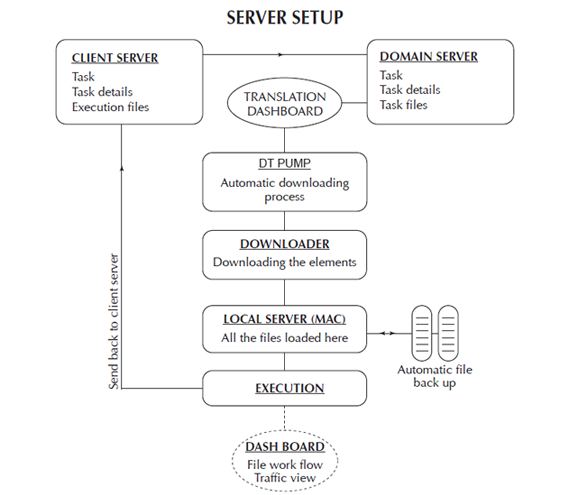 SERVER SETUP
CLIENT SERVER
Task
Task details
Execution files
DOMAIN SERVER
Task
Task details
Task files
TRANSLATION
DASHBOARD
DT PUMP
Automatic downloading
process
DOWNLOADER
Downloading the elements
LOCAL SERVER (MAC)
All the files loaded here
Automatic file
back up
Send back to client server
EXECUTION
DASH BOARD
File work flow
Traffic view